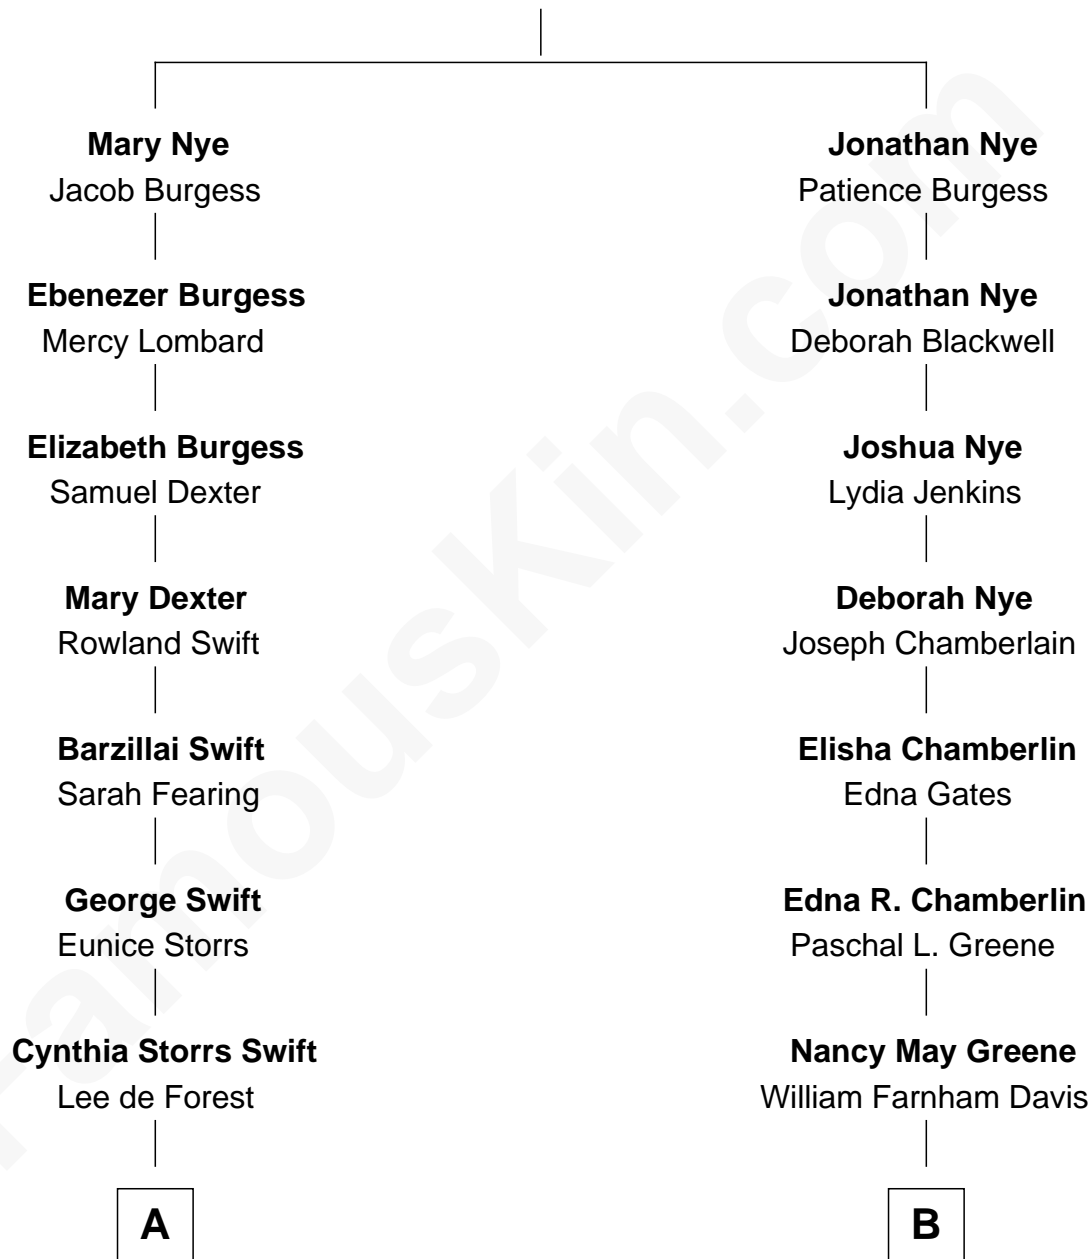 Mary Nye
Jacob Burgess
Ebenezer Burgess
Mercy Lombard
Elizabeth Burgess
Samuel Dexter
Mary Dexter
Rowland Swift
Barzillai Swift
Sarah Fearing
George Swift
Eunice Storrs
Cynthia Storrs Swift
Lee de Forest
A
Jonathan Nye
Patience Burgess
Jonathan Nye
Deborah Blackwell
Joshua Nye
Lydia Jenkins
Deborah Nye
Joseph Chamberlain
Elisha Chamberlin
Edna Gates
Edna R. Chamberlin
Paschal L. Greene
Nancy May Greene
William Farnham Davis
B
FamousKin.com